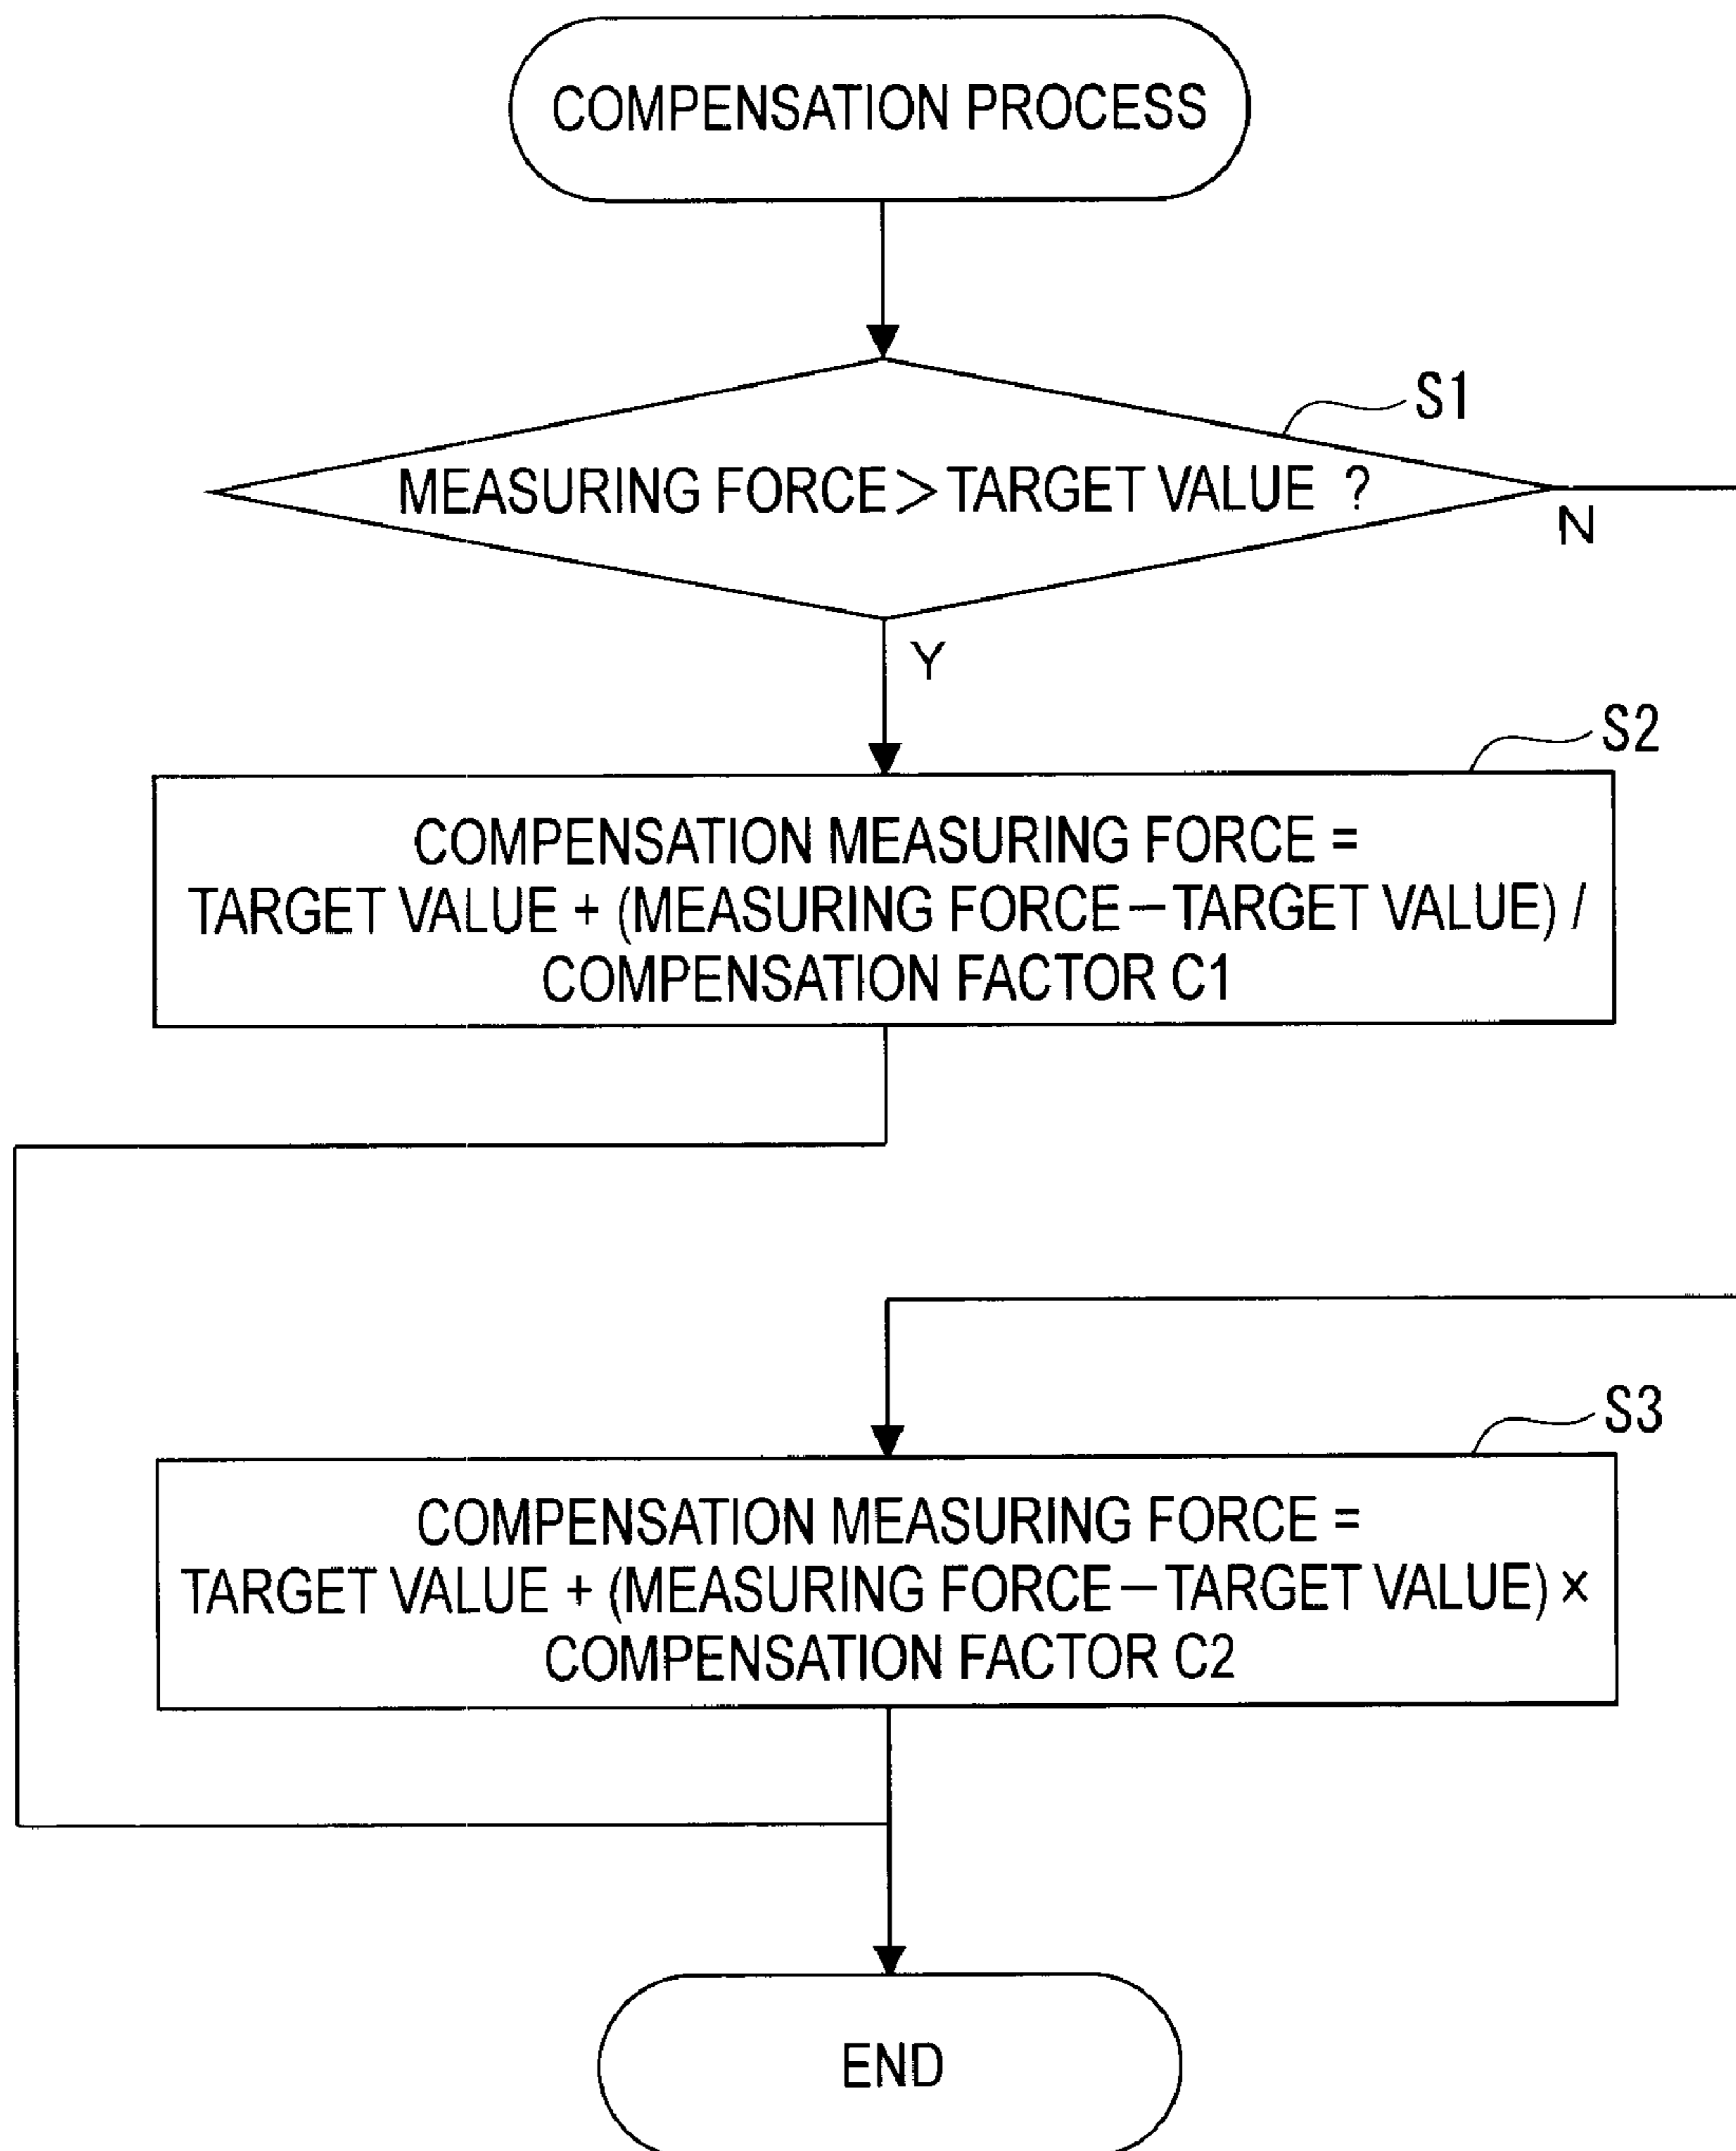 COMPENSATION PROCESS
S1
MEASURING FORCE > TARGET VALUE ?
N
Y
S2
COMPENSATION MEASURING FORCE =
TARGET VALUE + (MEASURING FORCE－TARGET VALUE) /
COMPENSATION FACTOR C1
S3
COMPENSATION MEASURING FORCE =
TARGET VALUE + (MEASURING FORCE－TARGET VALUE) ×
COMPENSATION FACTOR C2
END